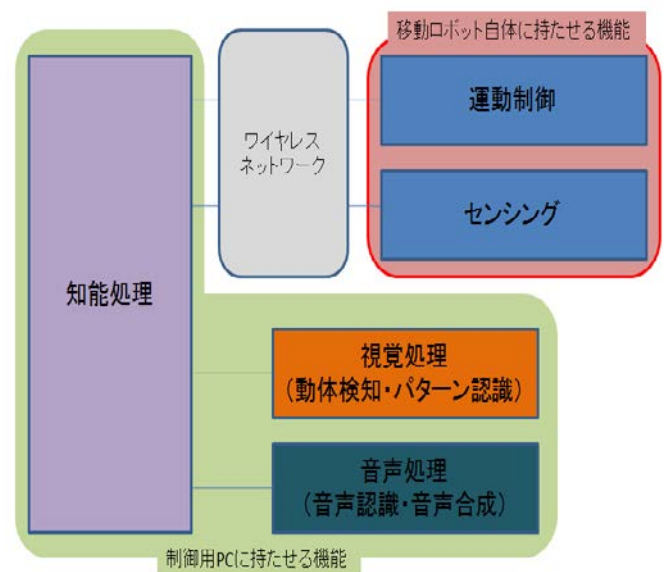 移動ロボット自体に持たせる機能
運動制御
ワイヤレス
ネットワーク
センシング
知能処理
視覚処理
(動体検知・パターン認識)
音声処理
(音声認識・音声合成)
制御用PCに持たせる機能